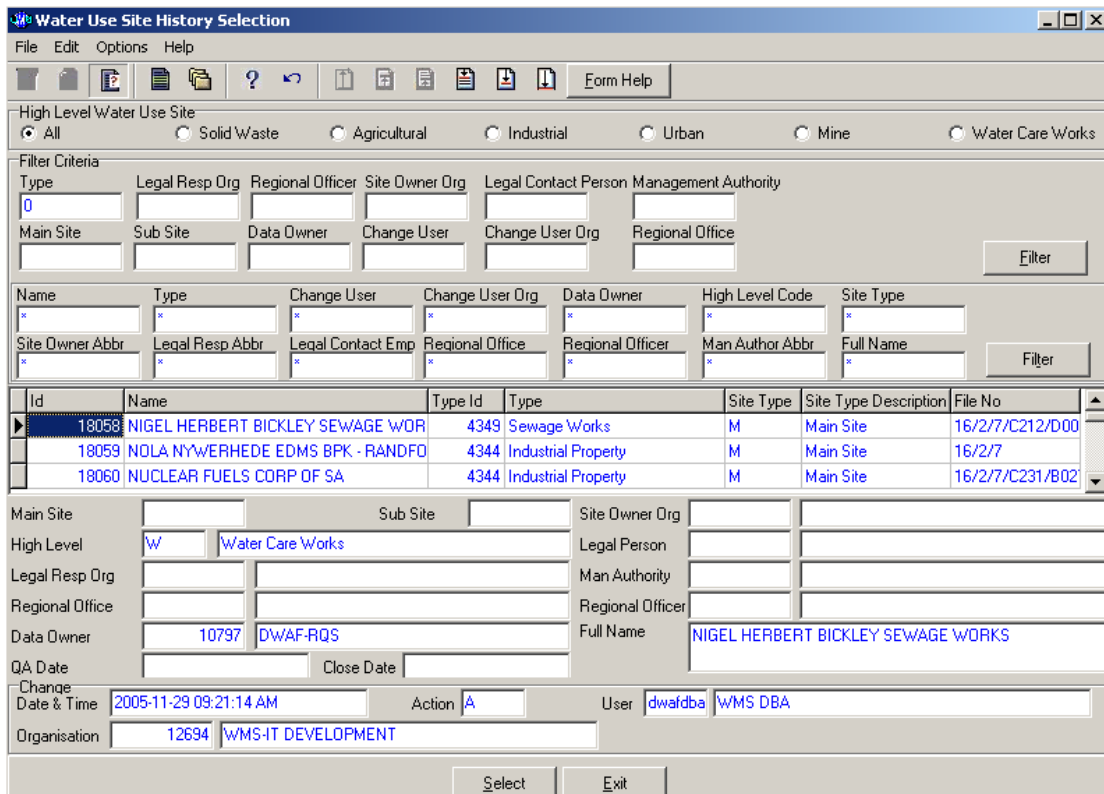 Water Use Site History Selection
File Edit Options Help
Form Help
High Level Water Use Site
All Solid Waste Agricultural Industrial Urban Mine Water Care Works
Filter Criteria
Type Legal Resp Org Regional Officer Site Owner Org Legal Contact Person Management Authority
0
Main Site Sub Site Data Owner Change User Change User Org Regional Office
Filter
Name Type Change User Change User Org Data Owner High Level Code Site Type
* * * * * * *
Site Owner Abbr Legal Resp Abbr Legal Contact Emp Regional Office Regional Officer Man Author Abbr Full Name
* * * * * * *
Filter
Id Name Type Id Type Site Type Site Type Description File No
18058 NIGEL HERBERT BICKLEY SEWAGE WOR 4349 Sewage Works M Main Site 16/2/7/C212/D00
18059 NOLA NYWERHEDE EDMS BPK - RANDFO 4344 Industrial Property M Main Site 16/2/7
18060 NUCLEAR FUELS CORP OF SA 4344 Industrial Property M Main Site 16/2/7/C231/B02
Main Site Sub Site Site Owner Org
High Level W Water Care Works Legal Person
Legal Resp Org Man Authority
Regional Office Regional Officer
Data Owner 10797 DWAF-RQS Full Name NIGEL HERBERT BICKLEY SEWAGE WORKS
QA Date Close Date
Change
Date & Time 2005-11-29 09:21:14 AM Action A User dwafdba WMS DBA
Organisation 12694 WMS-IT DEVELOPMENT
Select Exit